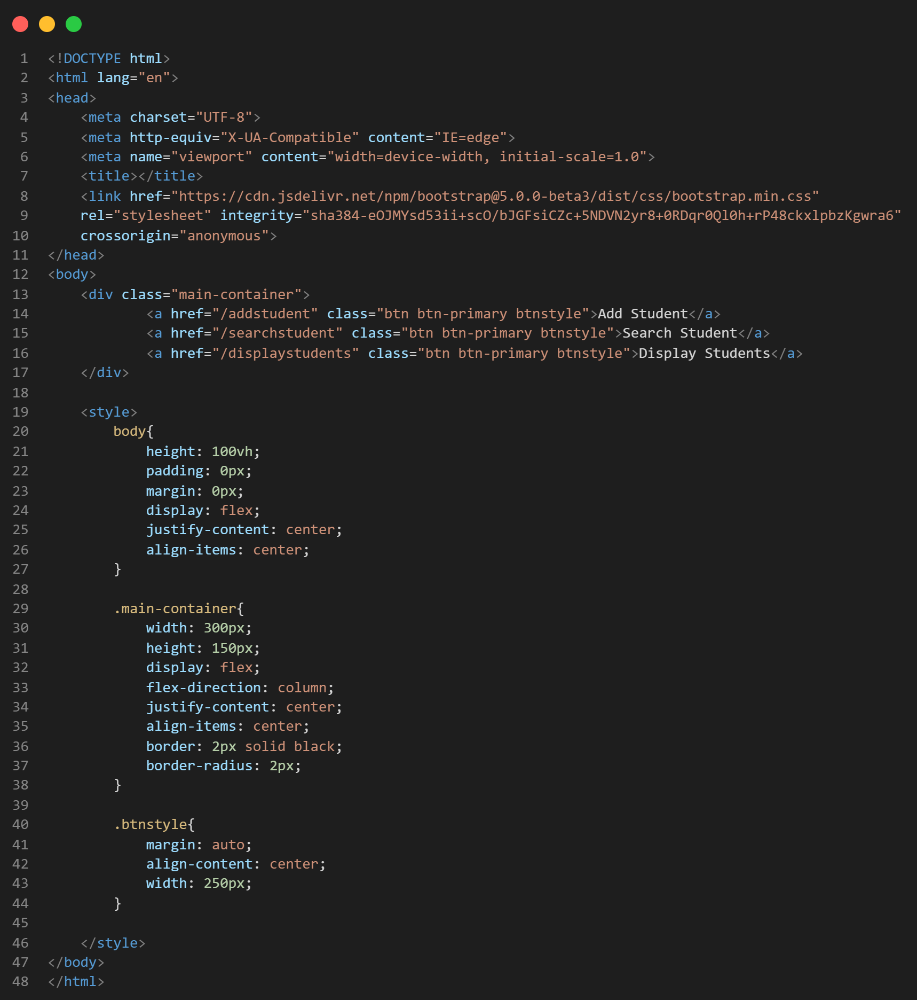 1 <!DOCTYPE html>
2 <html lang="en">
3 <head>
4     <meta charset="UTF-8">
5     <meta http-equiv="X-UA-Compatible" content="IE=edge">
6     <meta name="viewport" content="width=device-width, initial-scale=1.0">
7     <title></title>
8     <link href="https://cdn.jsdelivr.net/npm/bootstrap@5.0.0-beta3/dist/css/bootstrap.min.css"
9     rel="stylesheet" integrity="sha384-eOJMYsd53ii+scO/bJGFsiCZc+5NDVN2yr8+0RDqr0Ql0h+rP48ckxlpbzKgwra6"
10     crossorigin="anonymous">
11 </head>
12 <body>
13     <div class="main-container">
14             <a href="/addstudent" class="btn btn-primary btnstyle">Add Student</a>
15             <a href="/searchstudent" class="btn btn-primary btnstyle">Search Student</a>
16             <a href="/displaystudents" class="btn btn-primary btnstyle">Display Students</a>
17     </div>
18
19     <style>
20         body{
21             height: 100vh;
22             padding: 0px;
23             margin: 0px;
24             display: flex;
25             justify-content: center;
26             align-items: center;
27         }
28
29         .main-container{
30             width: 300px;
31             height: 150px;
32             display: flex;
33             flex-direction: column;
34             justify-content: center;
35             align-items: center;
36             border: 2px solid black;
37             border-radius: 2px;
38         }
39
40         .btnstyle{
41             margin: auto;
42             align-content: center;
43             width: 250px;
44         }
45
46     </style>
47 </body>
48 </html>